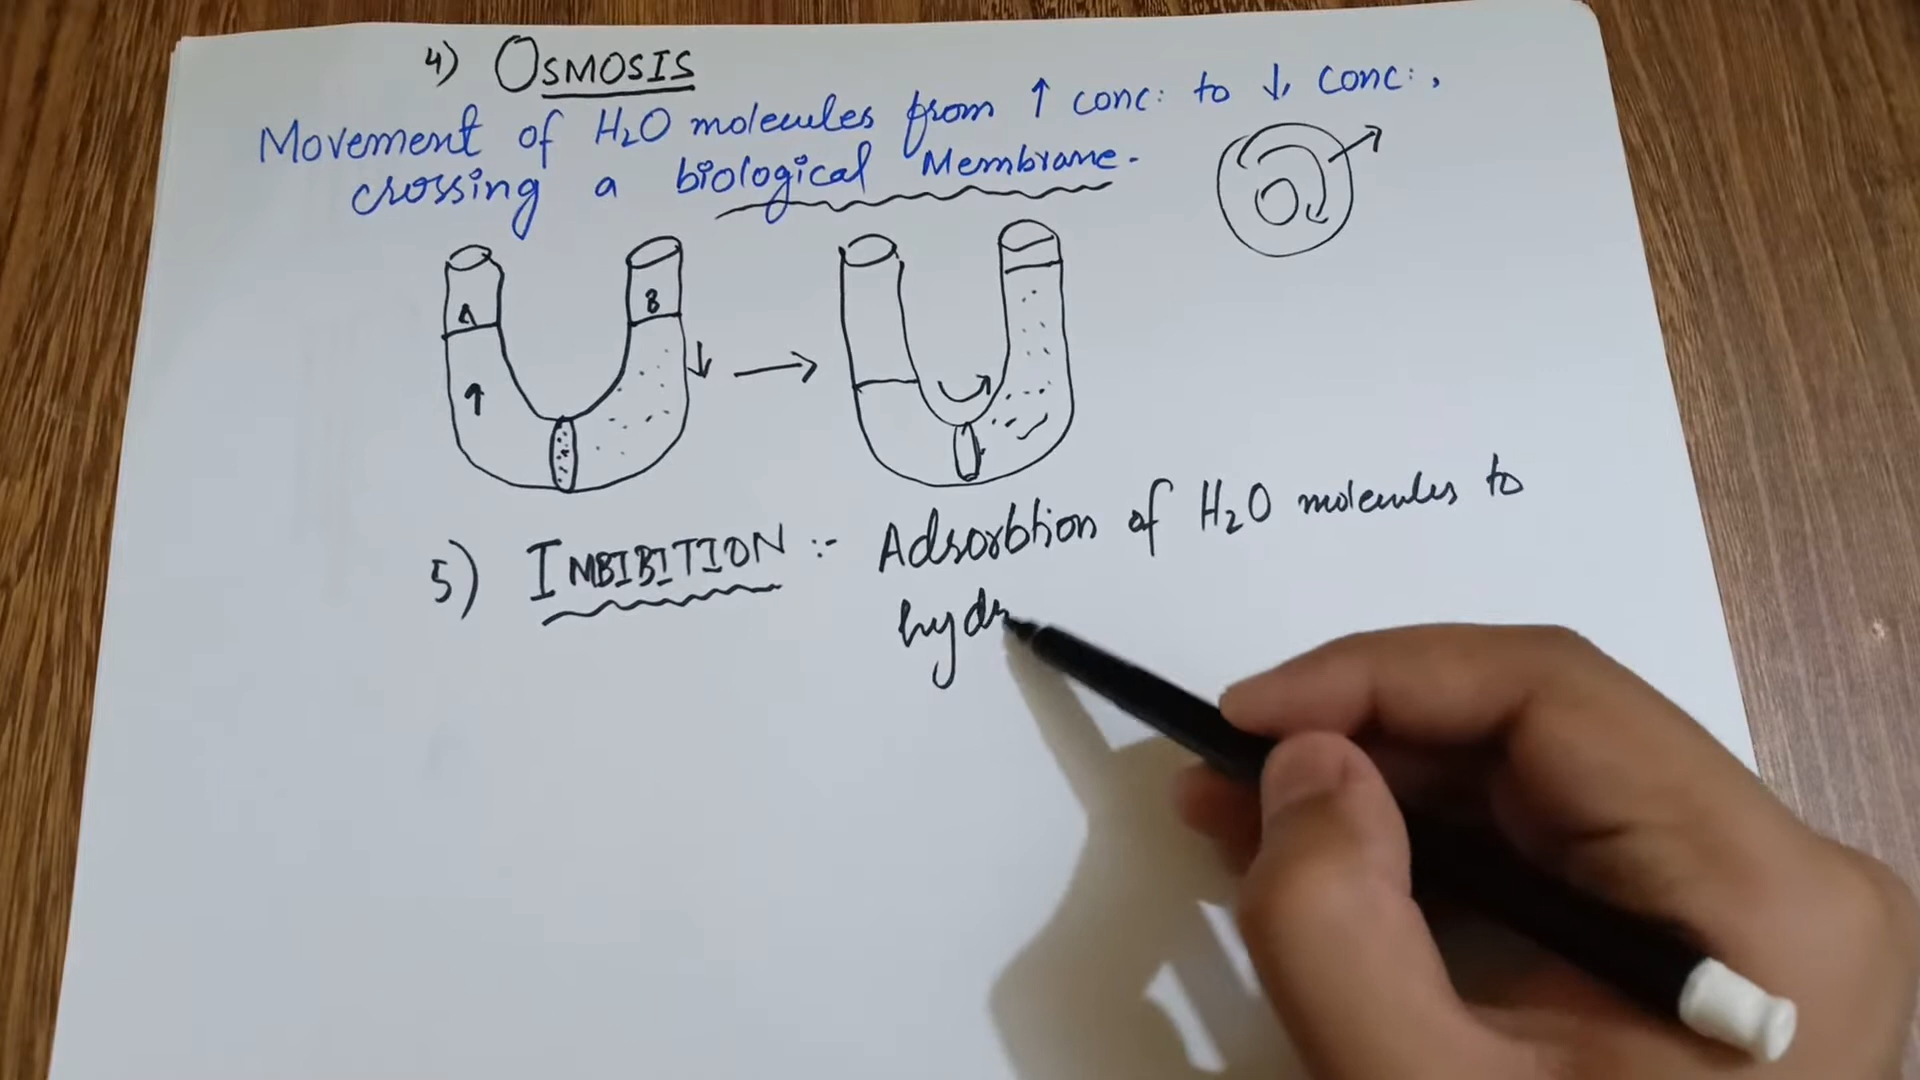 4) OSMOSIS
Movement of H₂O molecules from ↑ conc: to ↓ conc:.
crossing a biological Membrane.
A
B
↑
↓
5) IMBIBITION :- Adsorbtion of H₂O molecules to
hydr